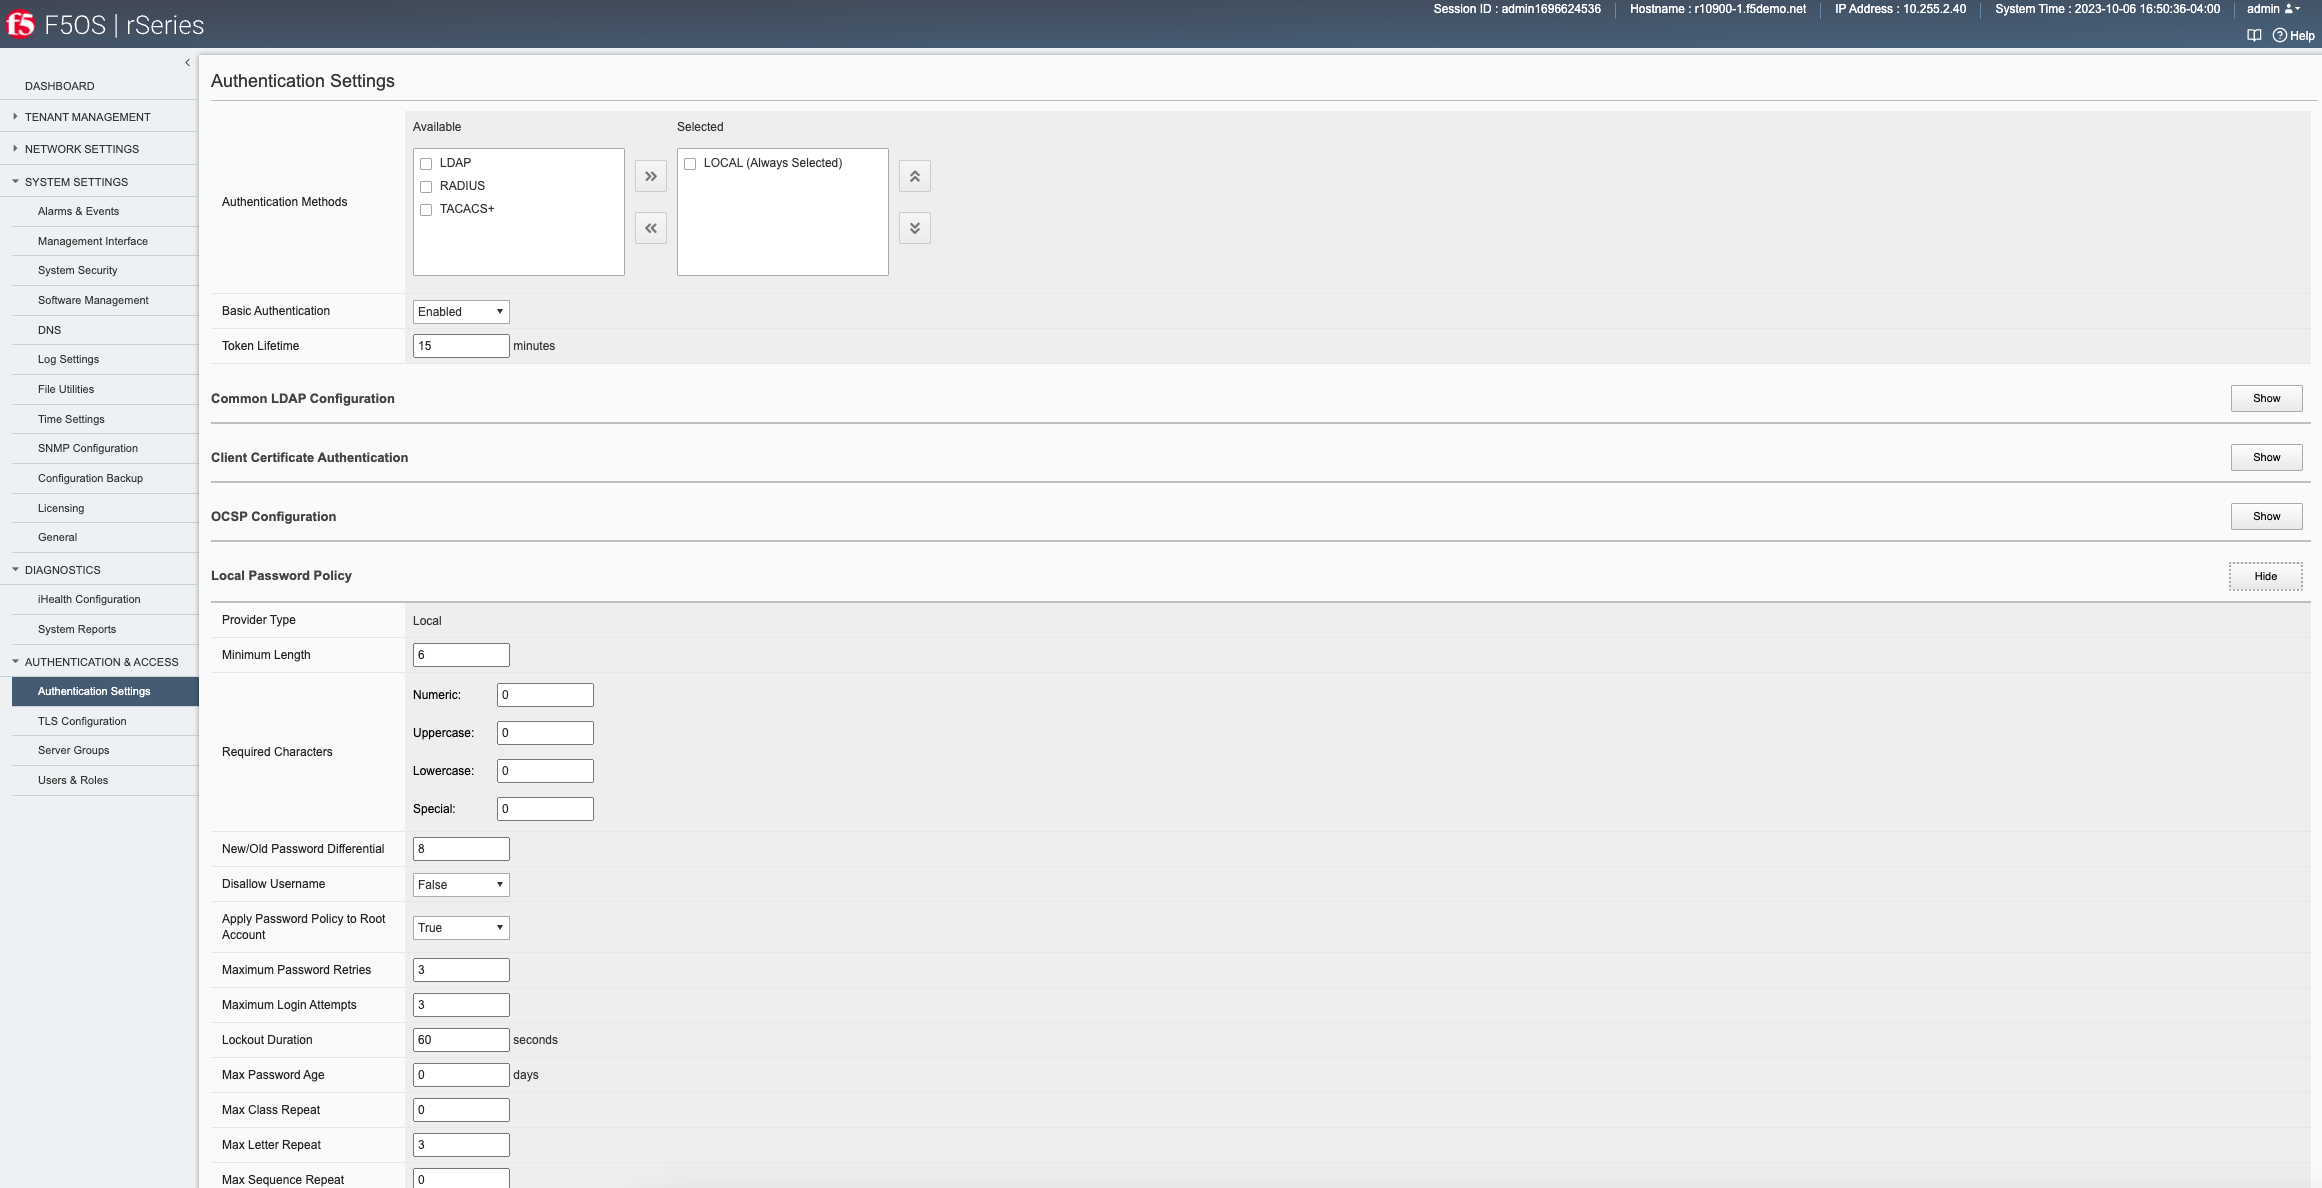 Session ID : admin1696624536 Hostname : r10900-1.f5demo.net IP Address : 10.255.2.40 System Time : 2023-10-06 16:50:36-04:00 admin
f5 F5OS | rSeries
Help
DASHBOARD
TENANT MANAGEMENT
NETWORK SETTINGS
SYSTEM SETTINGS
Alarms & Events
Management Interface
System Security
Software Management
DNS
Log Settings
File Utilities
Time Settings
SNMP Configuration
Configuration Backup
Licensing
General
DIAGNOSTICS
iHealth Configuration
System Reports
AUTHENTICATION & ACCESS
Authentication Settings
TLS Configuration
Server Groups
Users & Roles
Authentication Settings
Available Selected
LDAP LOCAL (Always Selected)
RADIUS
Authentication Methods
TACACS+
Basic Authentication Enabled
Token Lifetime 15 minutes
Common LDAP Configuration Show
Client Certificate Authentication Show
OCSP Configuration Show
Local Password Policy Hide
Provider Type Local
Minimum Length 6
Required Characters
Numeric: 0
Uppercase: 0
Lowercase: 0
Special: 0
New/Old Password Differential 8
Disallow Username False
Apply Password Policy to Root
Account True
Maximum Password Retries 3
Maximum Login Attempts 3
Lockout Duration 60 seconds
Max Password Age 0 days
Max Class Repeat 0
Max Letter Repeat 3
Max Sequence Repeat 0